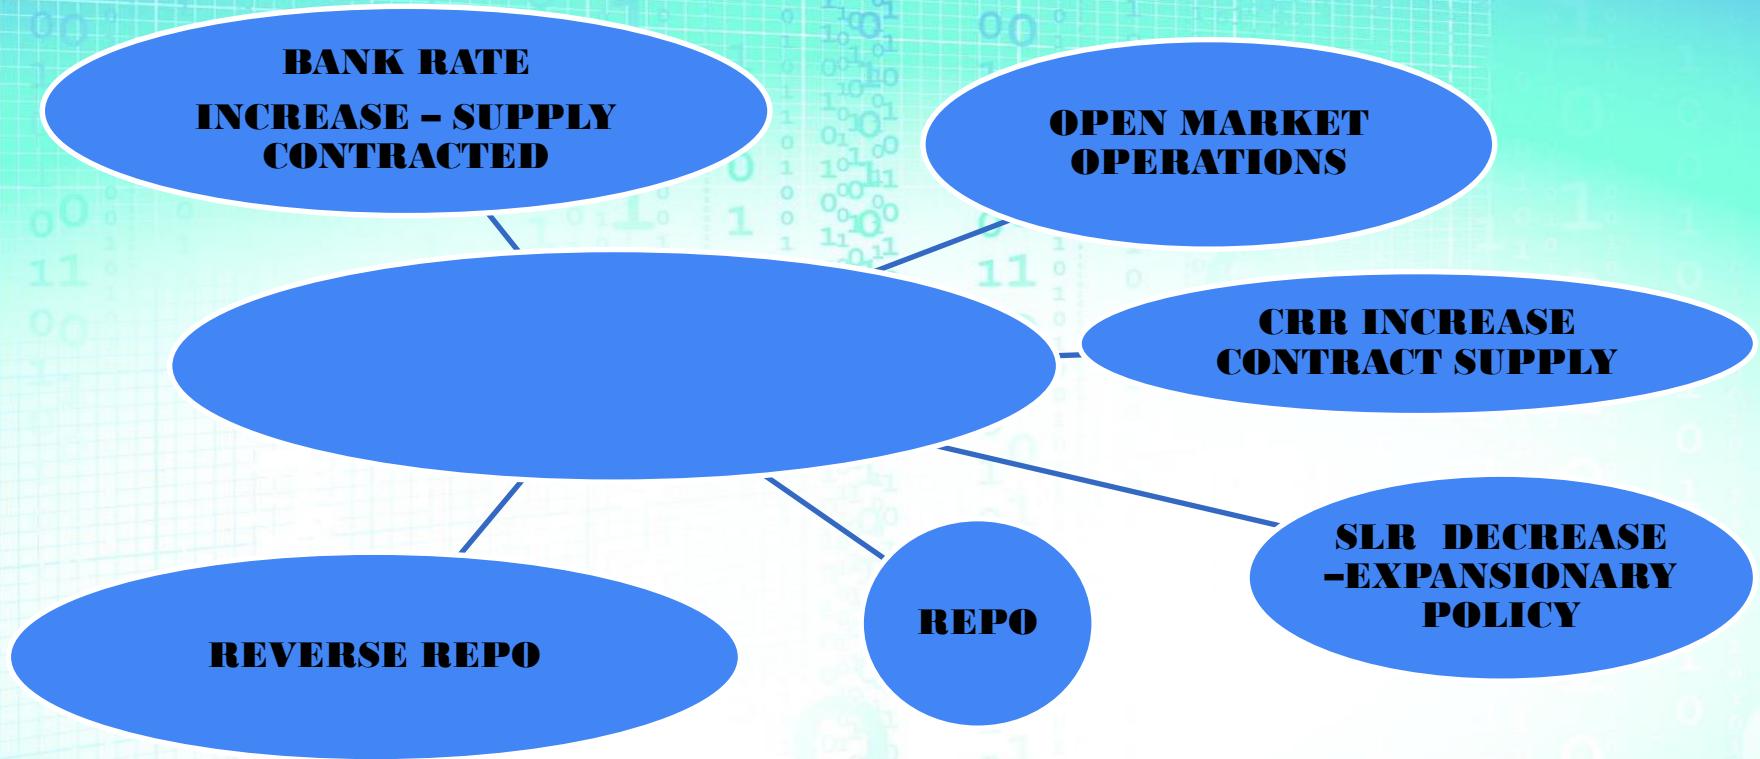 BANK RATE
INCREASE – SUPPLY
CONTRACTED
OPEN MARKET
OPERATIONS
CRR INCREASE
CONTRACT SUPPLY
SLR DECREASE
–EXPANSIONARY
POLICY
REPO
REVERSE REPO